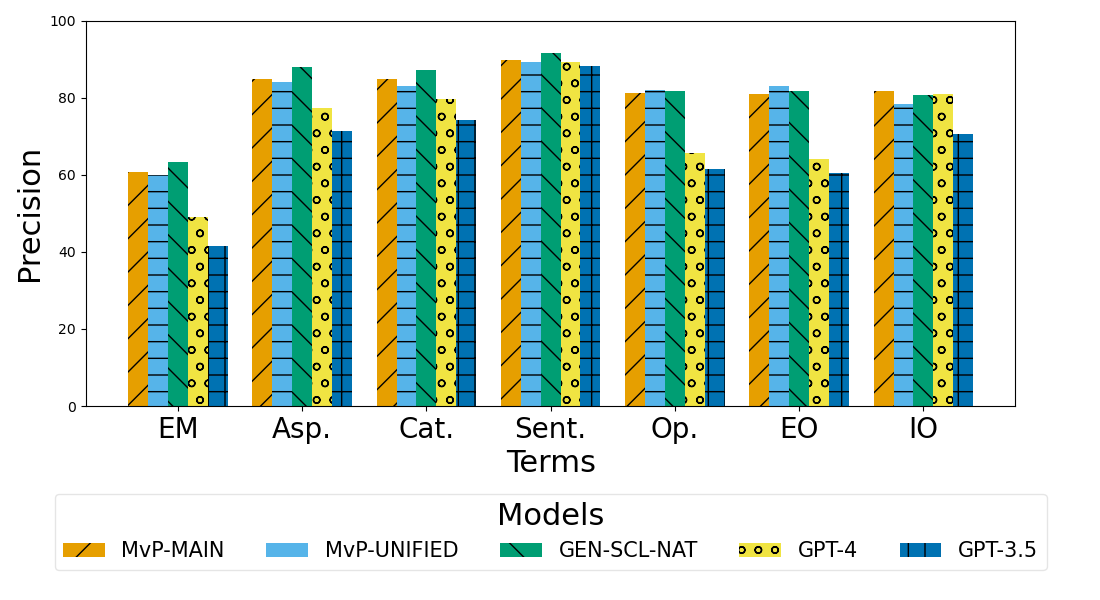 100
80
60
40
20
0
Precision
EM Asp. Cat. Sent. Op. EO IO
Terms
Models
MvP-MAIN MvP-UNIFIED GEN-SCL-NAT GPT-4 GPT-3.5